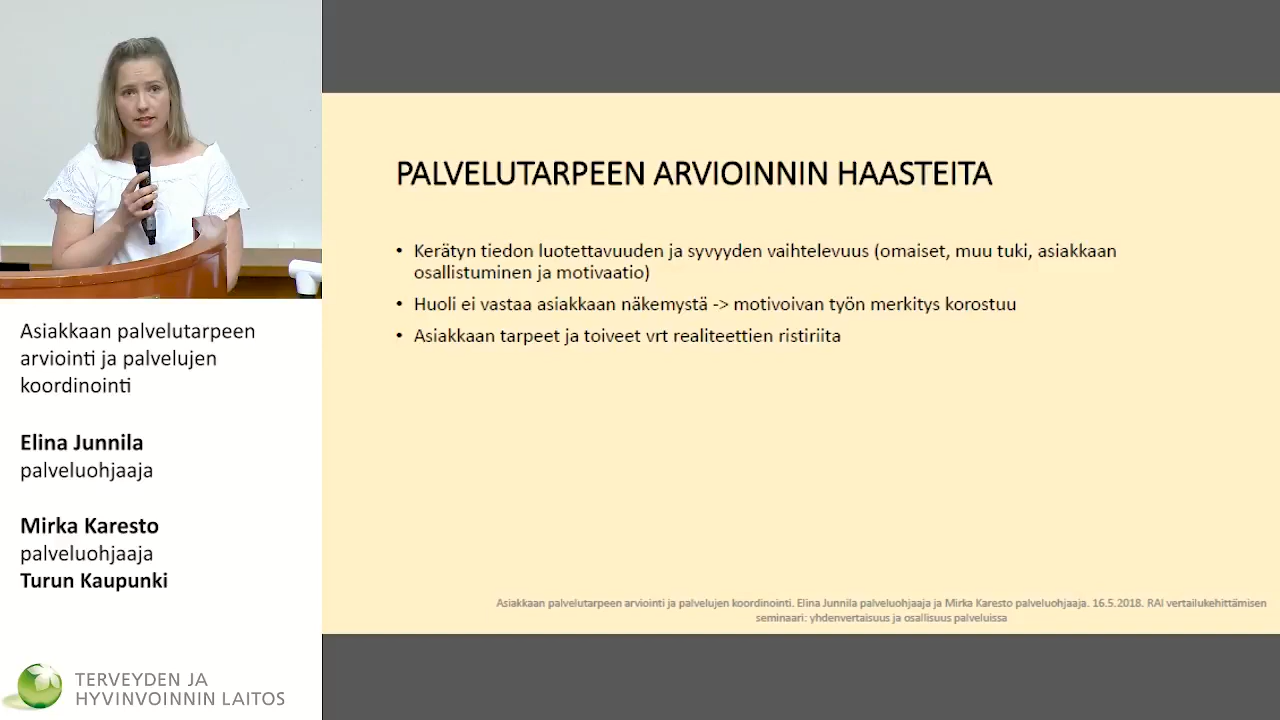 Asiakkaan palvelutarpeen
arviointi ja palvelujen
koordinointi
Elina Junnila
palveluohjaaja
Mirka Karesto
palveluohjaaja
Turun Kaupunki
TERVEYDEN JA
HYVINVOINNIN LAITOS
PALVELUTARPEEN ARVIOINNIN HAASTEITA
• Kerätyn tiedon luotettavuuden ja syvyyden vaihtelevuus (omaiset, muu tuki, asiakkaan
osallistuminen ja motivaatio)
• Huoli ei vastaa asiakkaan näkemystä -> motivoivan työn merkitys korostuu
• Asiakkaan tarpeet ja toiveet vrt realiteettien ristiriita
Asiakkaan palvelutarpeen arviointi ja palvelujen koordinointi. Elina Junnila palveluohjaaja ja Mirka Karesto palveluohjaaja. 16.5.2018. RAI vertailukehittämisen
seminaari: yhdenvertaisuus ja osallisuus palveluissa